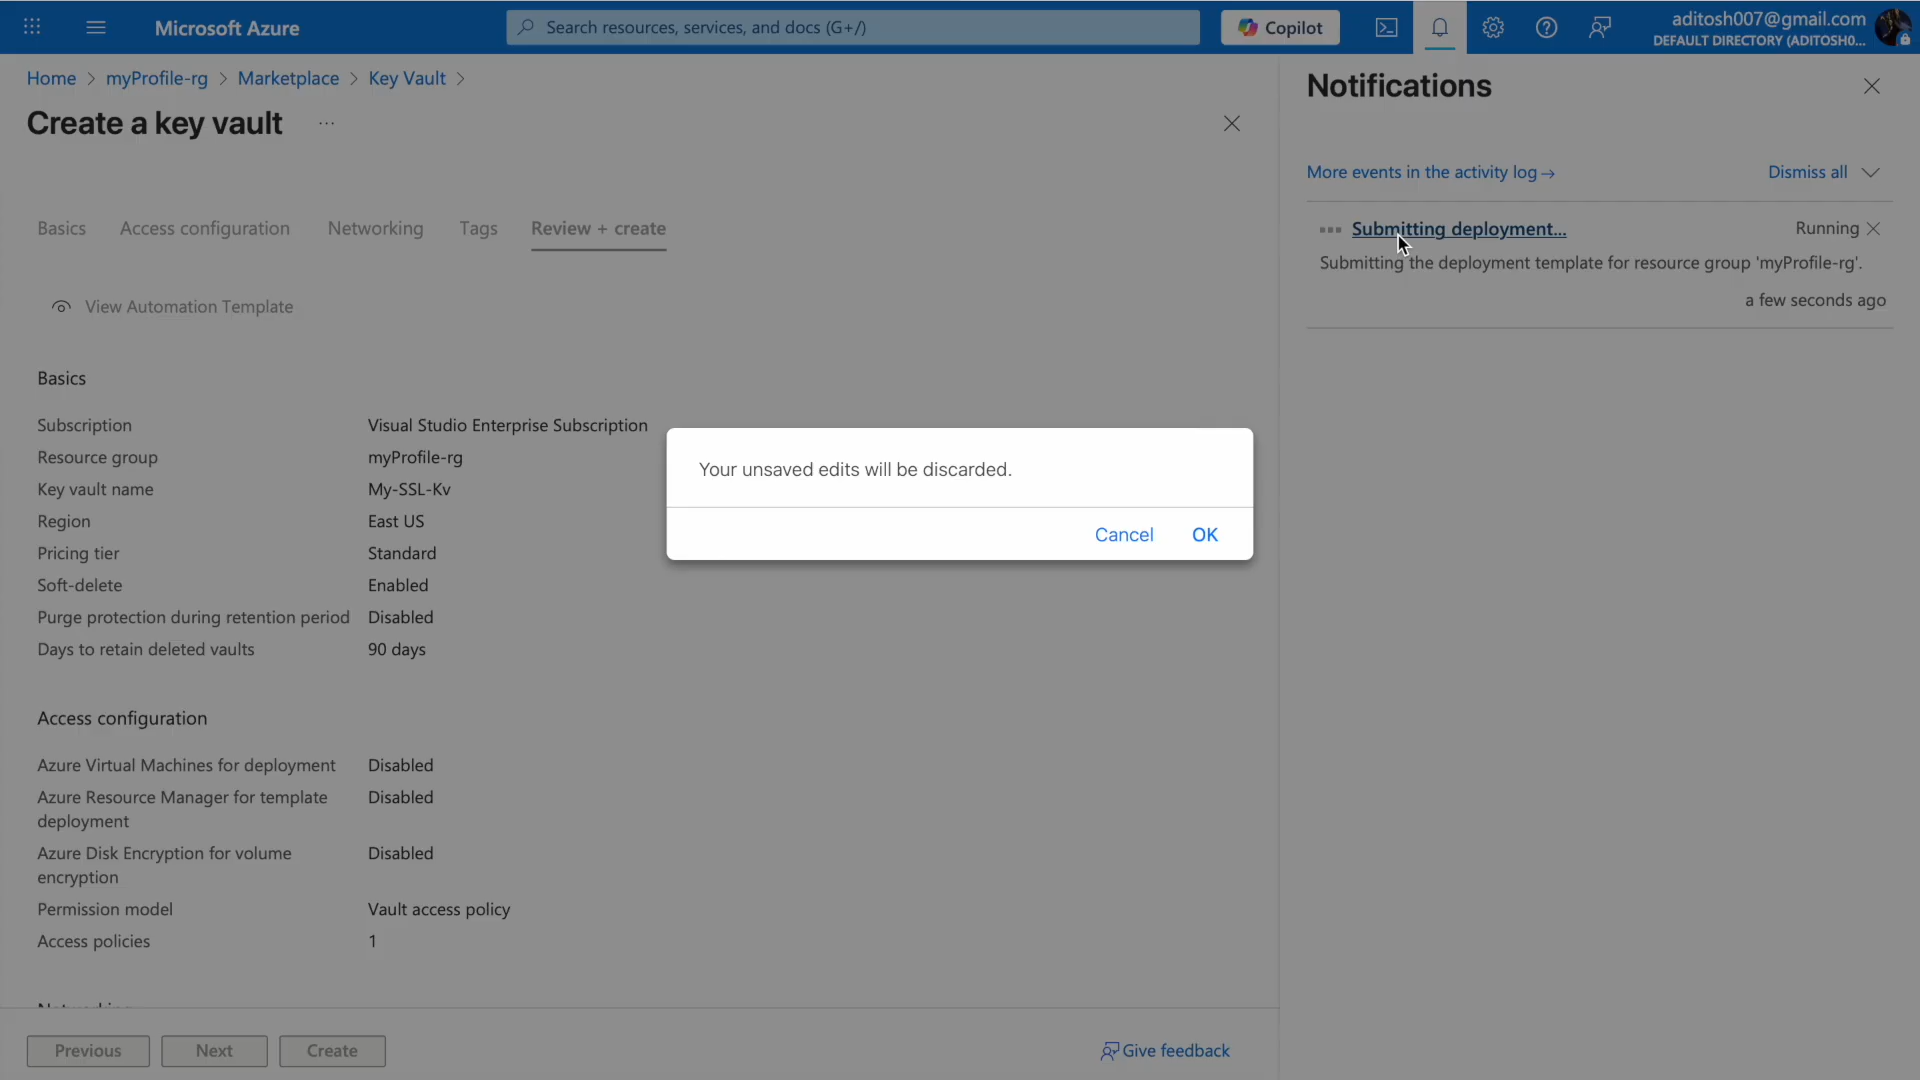 Microsoft Azure
Search resources, services, and docs (G+/)
Copilot
aditosh007@gmail.com
DEFAULT DIRECTORY (ADITOSH0...
Home > myProfile-rg > Marketplace > Key Vault >
Create a key vault ...
Notifications
More events in the activity log →
Dismiss all
Submitting deployment...
Running
Submitting the deployment template for resource group 'myProfile-rg'.
a few seconds ago
Basics
Access configuration
Networking
Tags
Review + create
View Automation Template
Basics
Subscription Visual Studio Enterprise Subscription
Resource group myProfile-rg
Key vault name My-SSL-Kv
Region East US
Pricing tier Standard
Soft-delete Enabled
Purge protection during retention period Disabled
Days to retain deleted vaults 90 days
Your unsaved edits will be discarded.
Cancel OK
Access configuration
Azure Virtual Machines for deployment Disabled
Azure Resource Manager for template Disabled
deployment
Azure Disk Encryption for volume Disabled
encryption
Permission model Vault access policy
Access policies 1
Previous
Next
Create
Give feedback